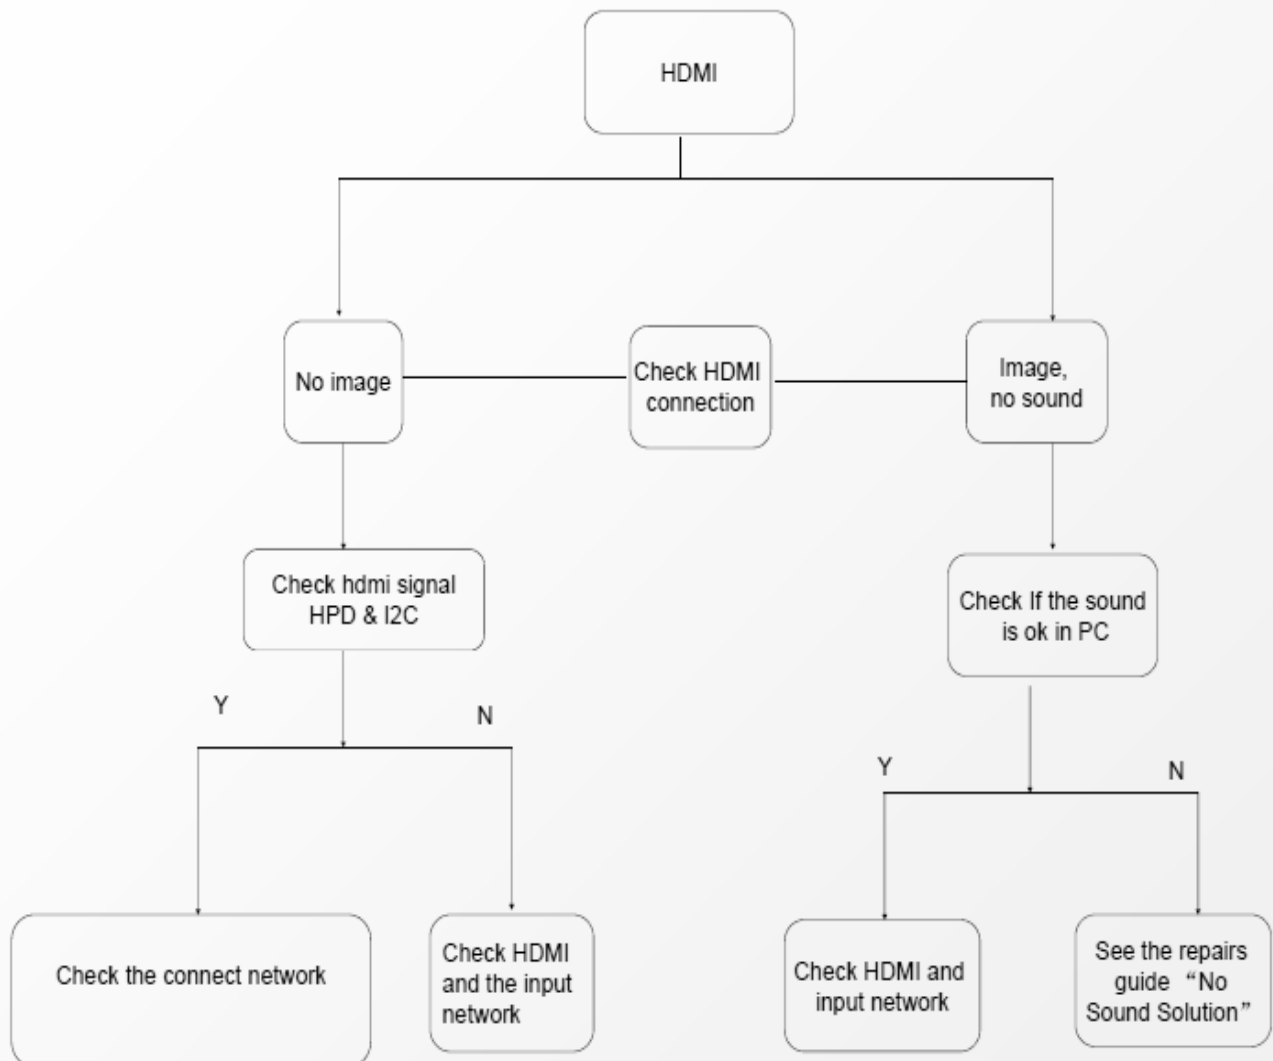 HDMI
No image
Check HDMI
connection
Image,
no sound
Check hdmi signal
HPD & I2C
Check If the sound
is ok in PC
Y
N
Y
N
Check the connect network
Check HDMI
and the input
network
Check HDMI and
input network
See the repairs
guide “No
Sound Solution”